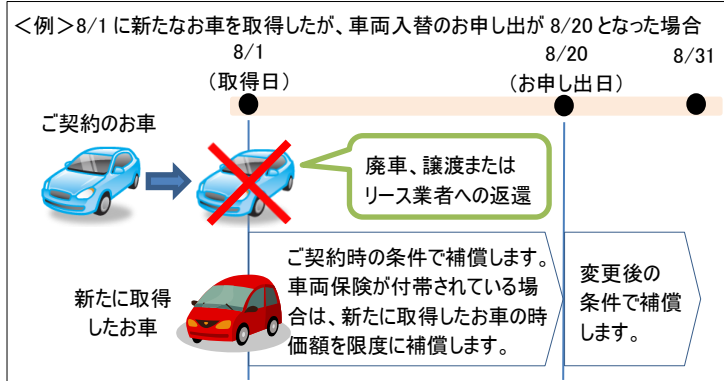 ＜例＞8/1 に新たなお車を取得したが、車両入替のお申し出が 8/20 となった場合
8/1
8/20
8/31
（取得日）
（お申し出日）
ご契約のお車
廃車、譲渡または
リース業者への返還
新たに取得
したお車
ご契約時の条件で補償します。
車両保険が付帯されている場
合は、新たに取得したお車の時
価額を限度に補償します。
変更後の
条件で補償
します。